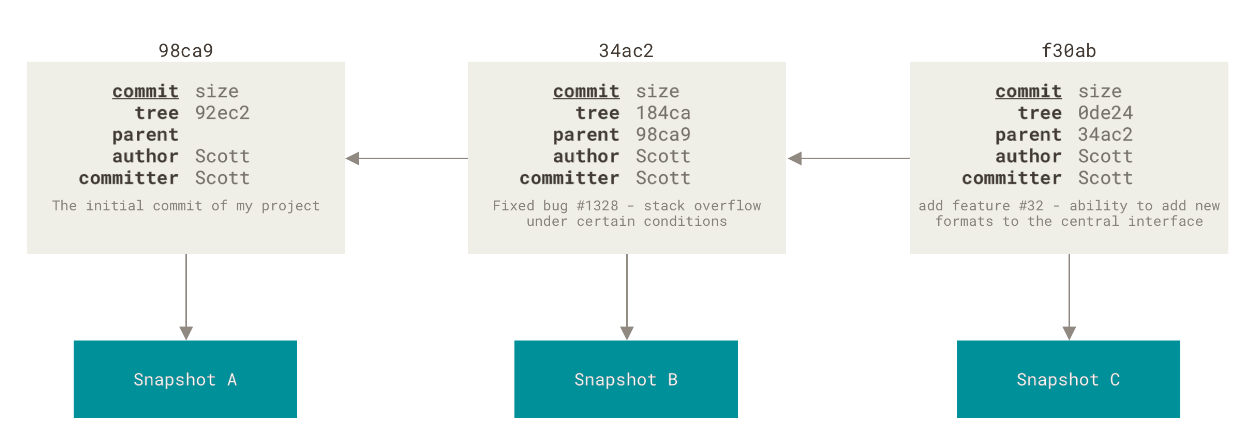 98ca9
commit size
tree 92ec2
parent
author Scott
committer Scott
The initial commit of my project
Snapshot A
34ac2
commit size
tree 184ca
parent 98ca9
author Scott
committer Scott
Fixed bug #1328 - stack overflow
under certain conditions
Snapshot B
f30ab
commit size
tree 0de24
parent 34ac2
author Scott
committer Scott
add feature #32 - ability to add new
formats to the central interface
Snapshot C